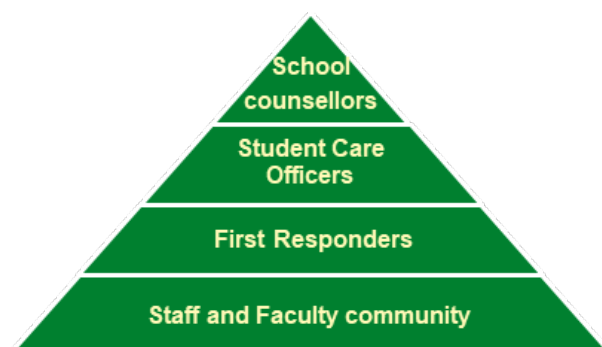 School
counsellors
Student Care
Officers
First Responders
Staff and Faculty community